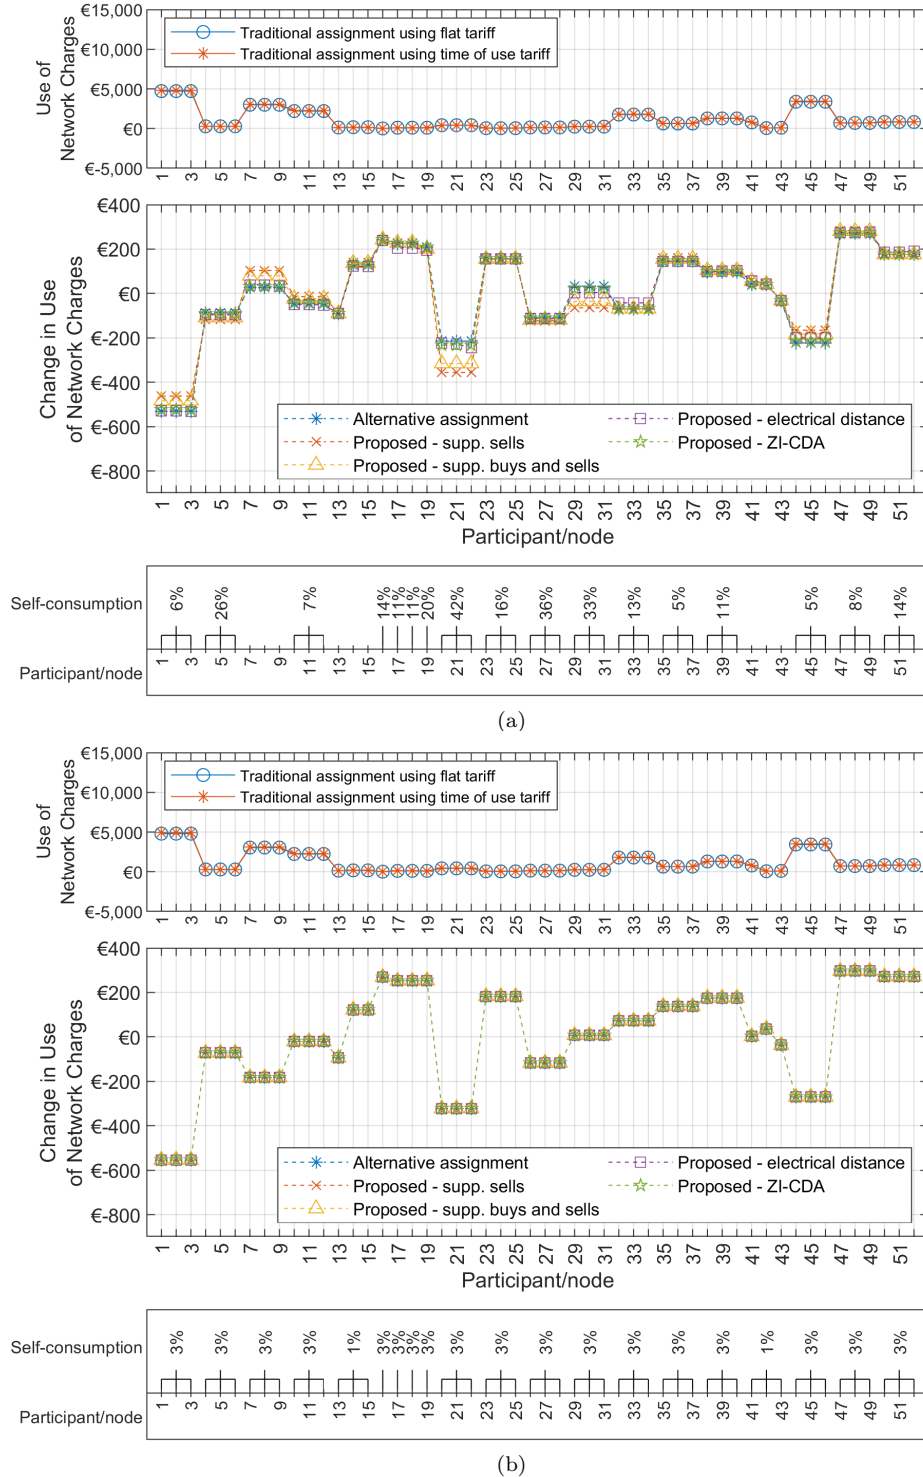 €15,000
€10,000
€5,000
€0
€-5,000
Use of
Network Charges
Traditional assignment using flat tariff
Traditional assignment using time of use tariff
1 3 5 7 9 11 13 15 17 19 21 23 25 27 29 31 33 35 37 39 41 43 45 47 49 51
€400
€200
€0
€-200
€-400
€-600
€-800
Change in Use
of Network Charges
Alternative assignment
Proposed - supp. sells
Proposed - supp. buys and sells
Proposed - electrical distance
Proposed - ZI-CDA
1 3 5 7 9 11 13 15 17 19 21 23 25 27 29 31 33 35 37 39 41 43 45 47 49 51
Participant/node
Self-consumption 6% 26% 7% 14% 11% 11% 20% 42% 16% 36% 33% 13% 5% 11% 5% 8% 14%
Participant/node 1 3 5 7 9 11 13 15 17 19 21 23 25 27 29 31 33 35 37 39 41 43 45 47 49 51
(a)
€15,000
€10,000
€5,000
€0
€-5,000
Use of
Network Charges
Traditional assignment using flat tariff
Traditional assignment using time of use tariff
1 3 5 7 9 11 13 15 17 19 21 23 25 27 29 31 33 35 37 39 41 43 45 47 49 51
€400
€200
€0
€-200
€-400
€-600
€-800
Change in Use
of Network Charges
Alternative assignment
Proposed - supp. sells
Proposed - supp. buys and sells
Proposed - electrical distance
Proposed - ZI-CDA
1 3 5 7 9 11 13 15 17 19 21 23 25 27 29 31 33 35 37 39 41 43 45 47 49 51
Participant/node
Self-consumption 3% 3% 3% 3% 1% 3% 3% 3% 3% 3% 3% 3% 3% 3% 3% 3% 1% 3% 3% 3%
Participant/node 1 3 5 7 9 11 13 15 17 19 21 23 25 27 29 31 33 35 37 39 41 43 45 47 49 51
(b)